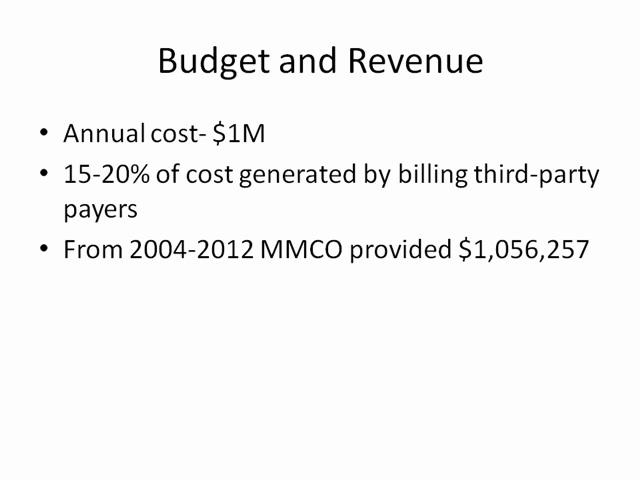 Budget and Revenue
• Annual cost- $1M
• 15-20% of cost generated by billing third-party
payers
• From 2004-2012 MMCO provided $1,056,257